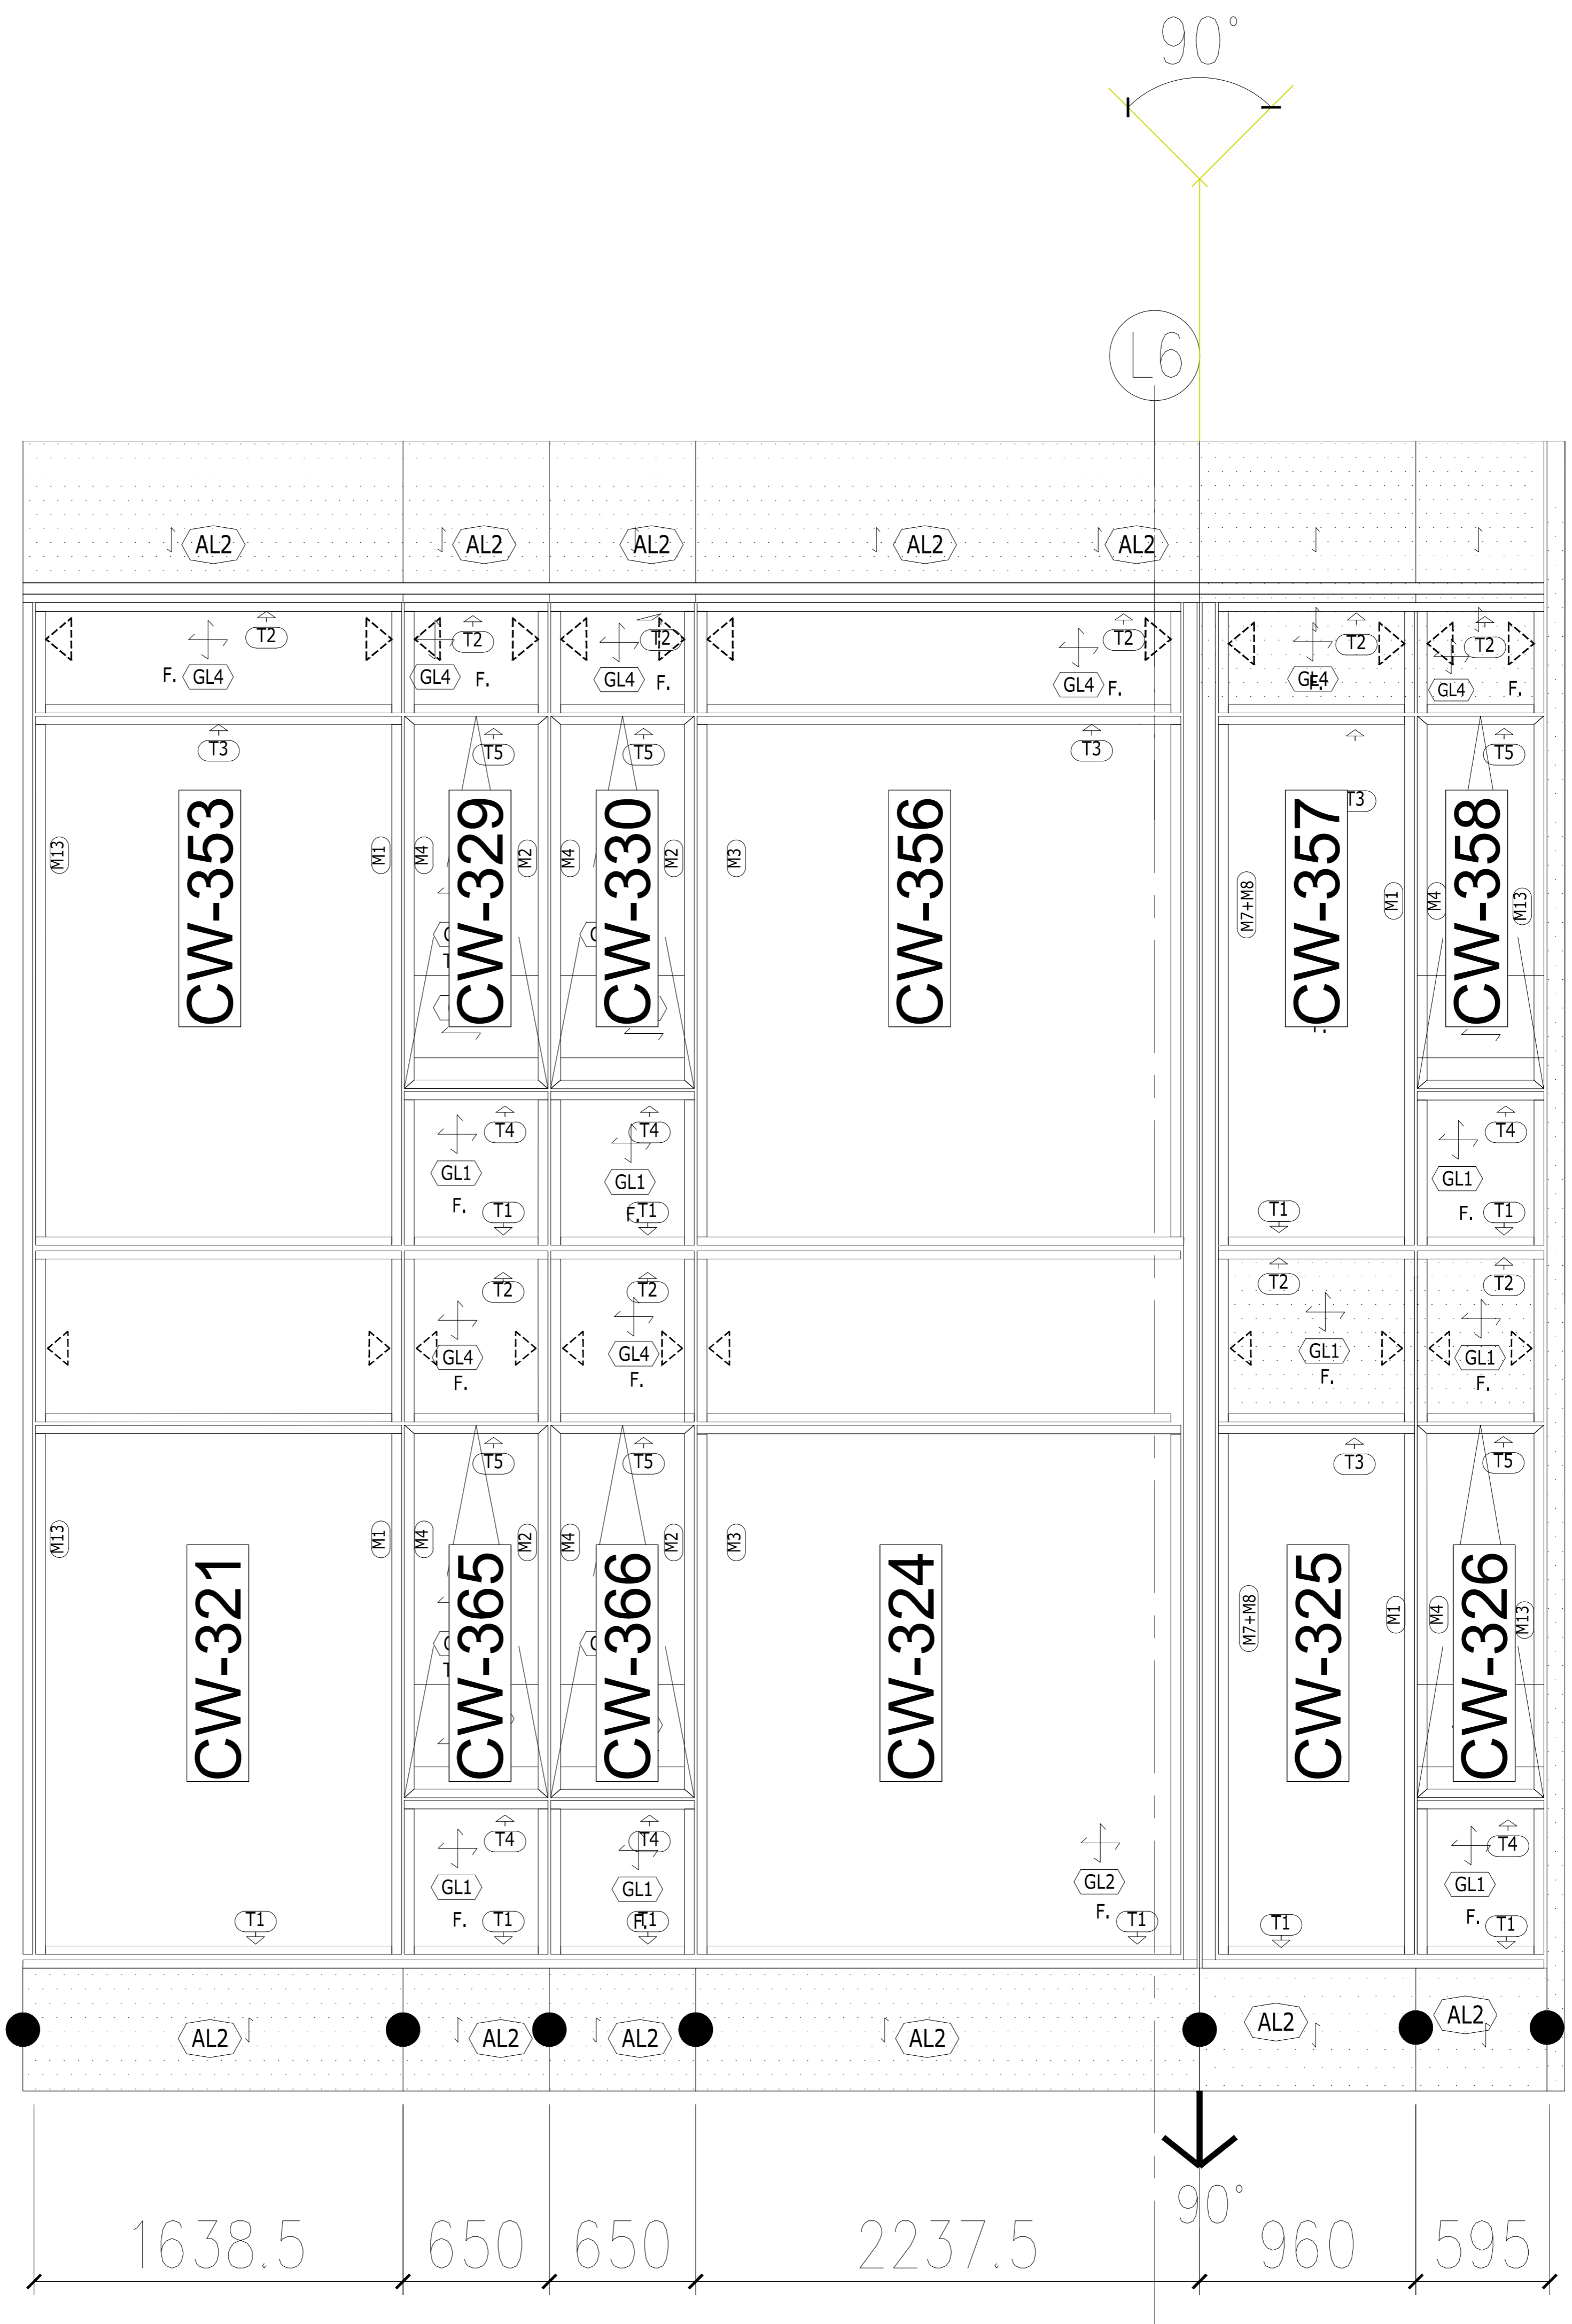 90°
L6
AL2 AL2 AL2 AL2 AL2
T2 T2 T2 T2 T2 T2
F. GL4 GL4 F. GL4 F. GL4 F. GL4 F. GL4 F.
T3 T5 T5 T3 T5
T3
M13 CW-353 M1 M4 CW-329 M2 M4 CW-330 M2 M3 CW-356 M7+M8 CW-357 M1 M4 CW-358 M13
T4 T4 T4
GL1 GL1 GL1
F. T1 F. T1 T1 F. T1
T2 T2 T2 T2
GL4 GL4 GL1 GL1
F. F. F. F.
T5 T5 T3 T5
M13 CW-321 M1 M4 CW-365 M2 M4 CW-366 M2 M3 CW-324 M7+M8 CW-325 M1 M4 CW-326 M13
T4 T4 T4
GL1 GL1 GL2 GL1
T1 F. T1 F. T1 F. T1 T1 F. T1
AL2 AL2 AL2 AL2 AL2 AL2
90°
1638.5 650 650 2237.5 960 595